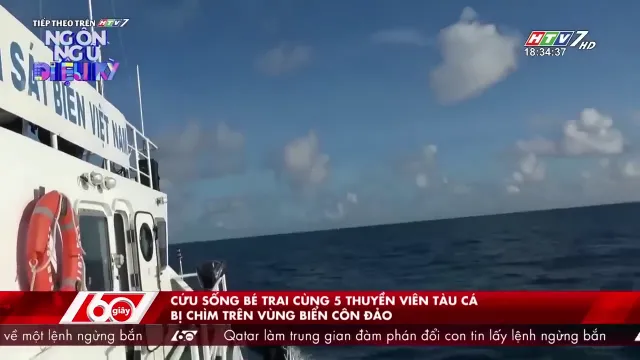 TIẾP THEO TRÊN HTV7
NGÔN
NGỮ
DIỆU KỲ
HTV7 HD
18:34:37
SÁT BIỂN VIỆT NAM
60 giây
CỨU SỐNG BÉ TRAI CÙNG 5 THUYỀN VIÊN TÀU CÁ
BỊ CHÌM TRÊN VÙNG BIỂN CÔN ĐẢO
về một lệnh ngừng bắn Qatar làm trung gian đàm phán đổi con tin lấy lệnh ngừng bắn